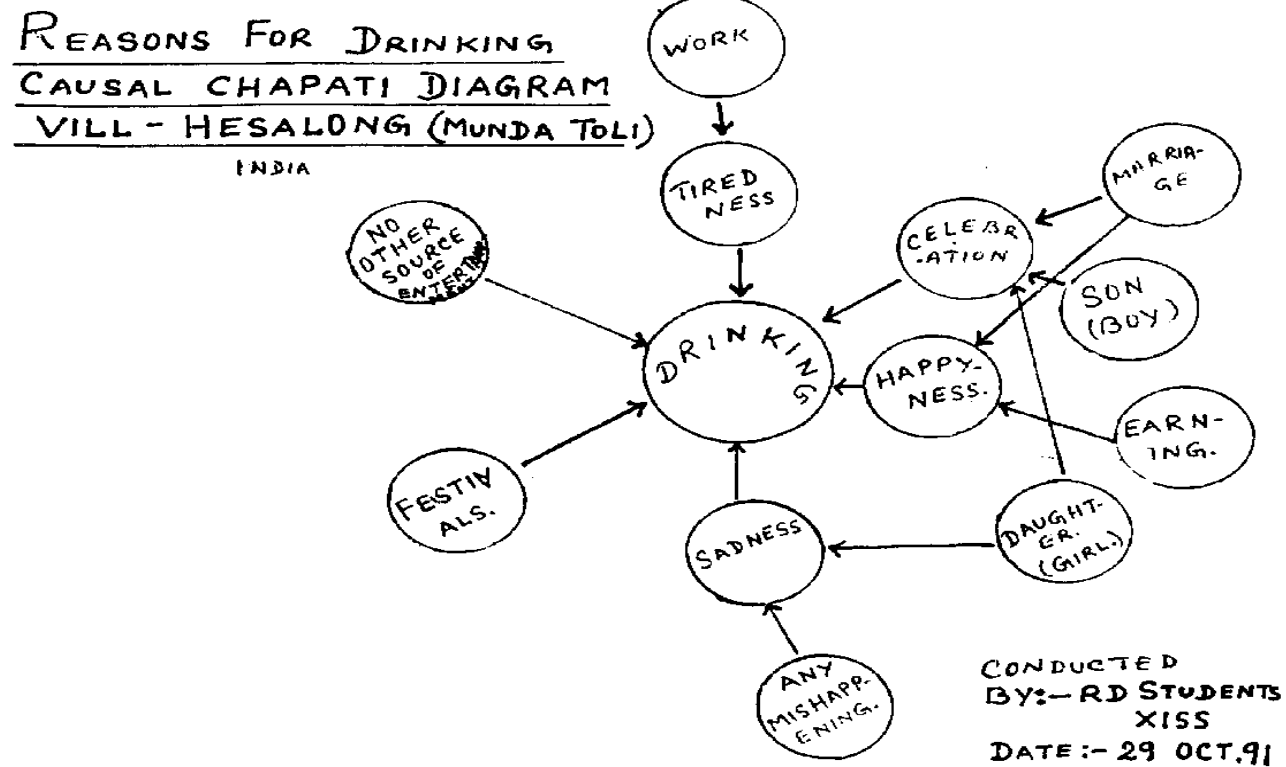 REASONS FOR DRINKING
CAUSAL CHAPATI DIAGRAM
VILL - HESALONG (MUNDA TOLI)
INDIA
WORK
TIRED
NESS
NO
OTHER
SOURCE
OF
ENTERTAIN
MENT
CELEBR
-ATION
MARRIA-
GE
SON
(BOY)
DRINKING
HAPPY-
NESS.
EARN-
ING.
FESTIV
ALS.
SADNESS
DAUGHT-
ER.
(GIRL.)
ANY
MISHAPP-
ENING.
CONDUCTED
BY:- RD STUDENTS
XISS
DATE:- 29 OCT.91